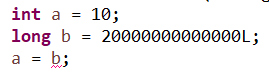 int a = 10;
long b = 20000000000000L;
a = b;